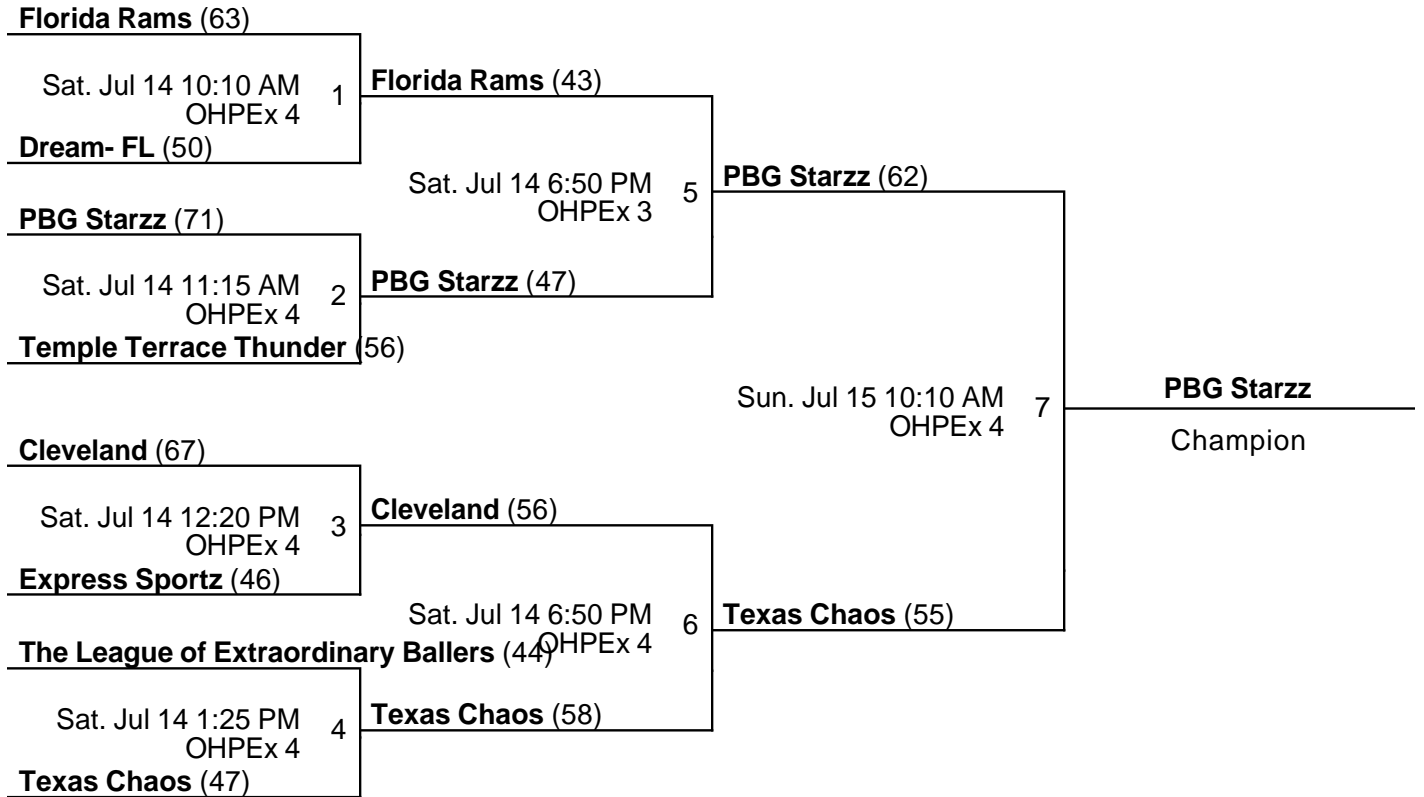 Florida Rams (63)
Sat. Jul 14 10:10 AM
1
OHPEx 4
Dream- FL (50)
Florida Rams (43)
Sat. Jul 14 6:50 PM
5
OHPEx 3
PBG Starzz (62)
PBG Starzz (71)
Sat. Jul 14 11:15 AM
2
OHPEx 4
PBG Starzz (47)
Temple Terrace Thunder (56)
Sun. Jul 15 10:10 AM
7
OHPEx 4
PBG Starzz
Champion
Cleveland (67)
Sat. Jul 14 12:20 PM
3
OHPEx 4
Cleveland (56)
Express Sportz (46)
Sat. Jul 14 6:50 PM
6
OHPEx 4
Texas Chaos (55)
The League of Extraordinary Ballers (44)
Sat. Jul 14 1:25 PM
4
OHPEx 4
Texas Chaos (58)
Texas Chaos (47)